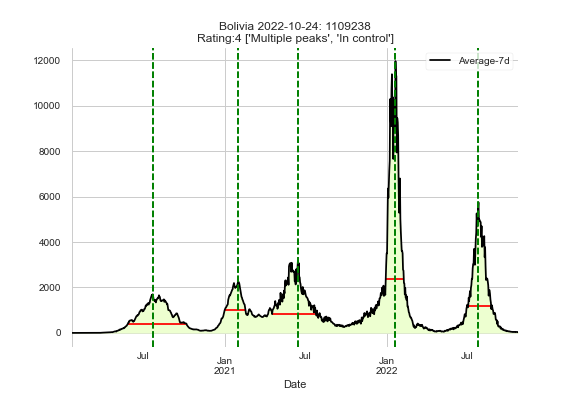 Bolivia 2022-10-24: 1109238
Rating:4 ['Multiple peaks', 'In control']
Average-7d
12000
10000
8000
6000
4000
2000
0
Jul
Jan
2021
Jul
Jan
2022
Jul
Date